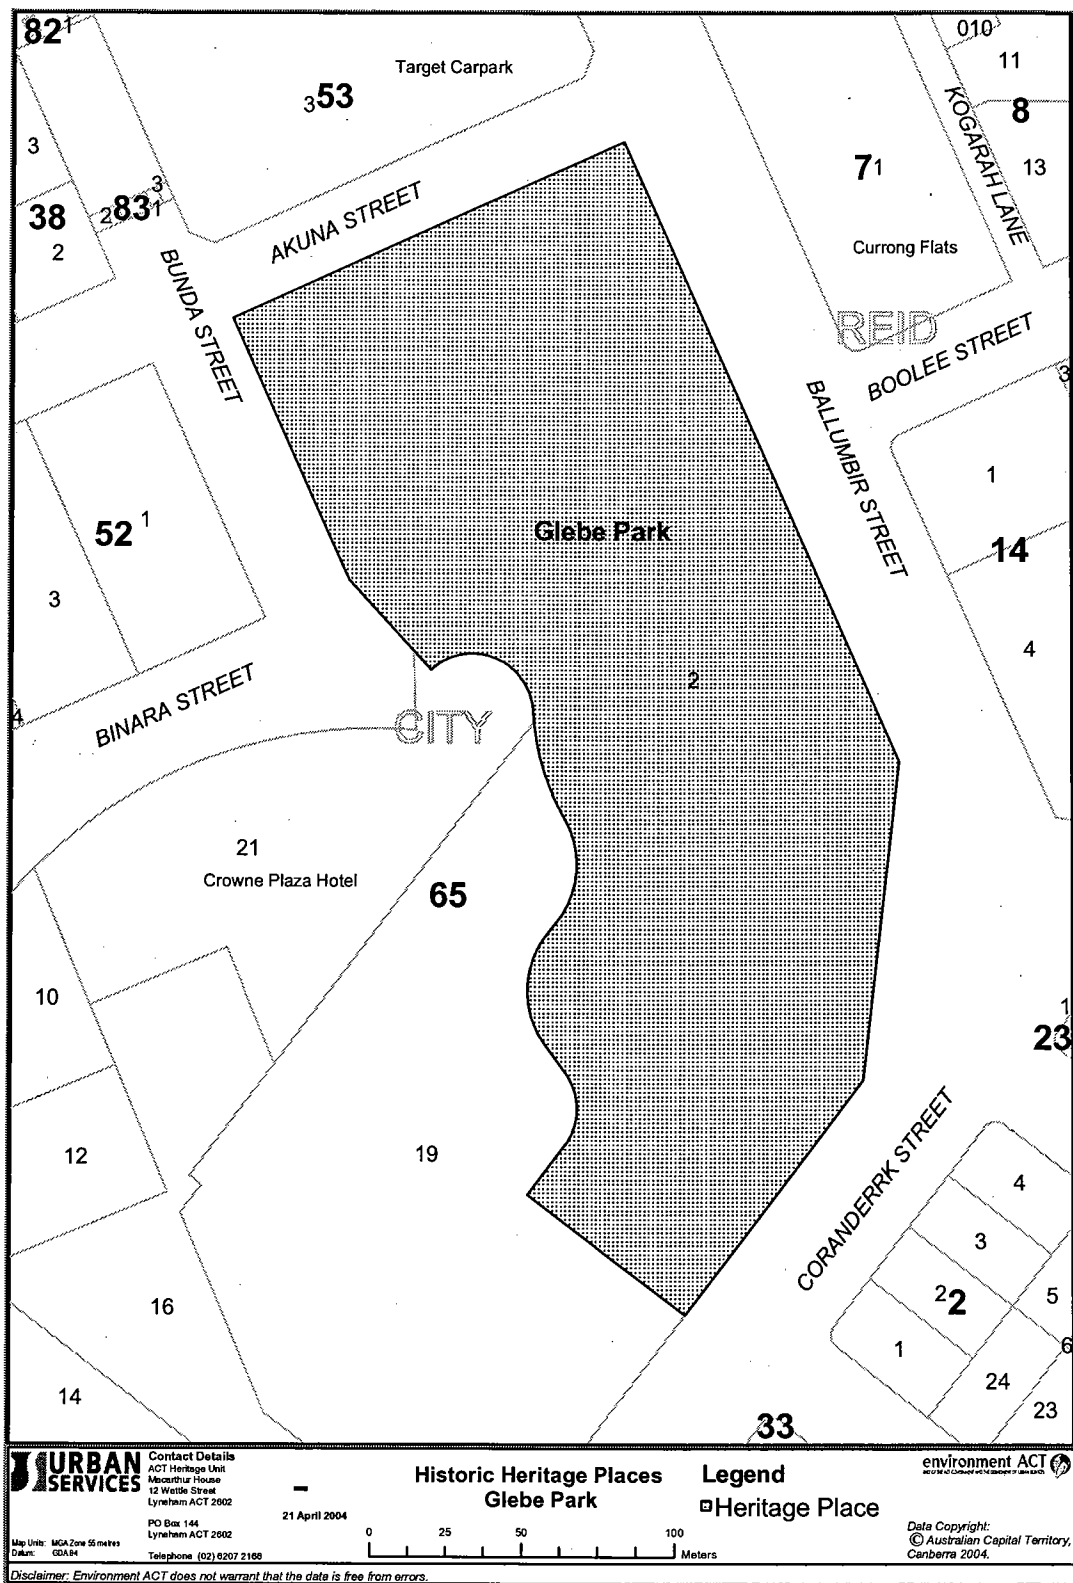 82 1
Target Carpark
3 53
010
11
KOGARAH LANE
8
3
13
7 1
3
2 83 1
38
2
AKUNA STREET
BUNDA STREET
Currong Flats
REID
BOOLEE STREET
3
BALLUMBIR STREET
1
52 1
Glebe Park
14
3
4
2
BINARA STREET
4
CITY
21
Crowne Plaza Hotel
65
10
1
23
12
19
CORANDERRK STREET
4
3
16
2 2
5
1
6
24
14
23
33
URBAN
SERVICES
Contact Details
ACT Heritage Unit
Macarthur House
12 Wattle Street
Lyneham ACT 2602
PO Box 144
Lyneham ACT 2602
Telephone (02) 6207 2166
Map Units: MGA Zone 55 metres
Datum: GDA94
21 April 2004
Historic Heritage Places
Glebe Park
0 25 50 100
Meters
Legend
Heritage Place
environment ACT
Data Copyright:
© Australian Capital Territory,
Canberra 2004.
Disclaimer: Environment ACT does not warrant that the data is free from errors.